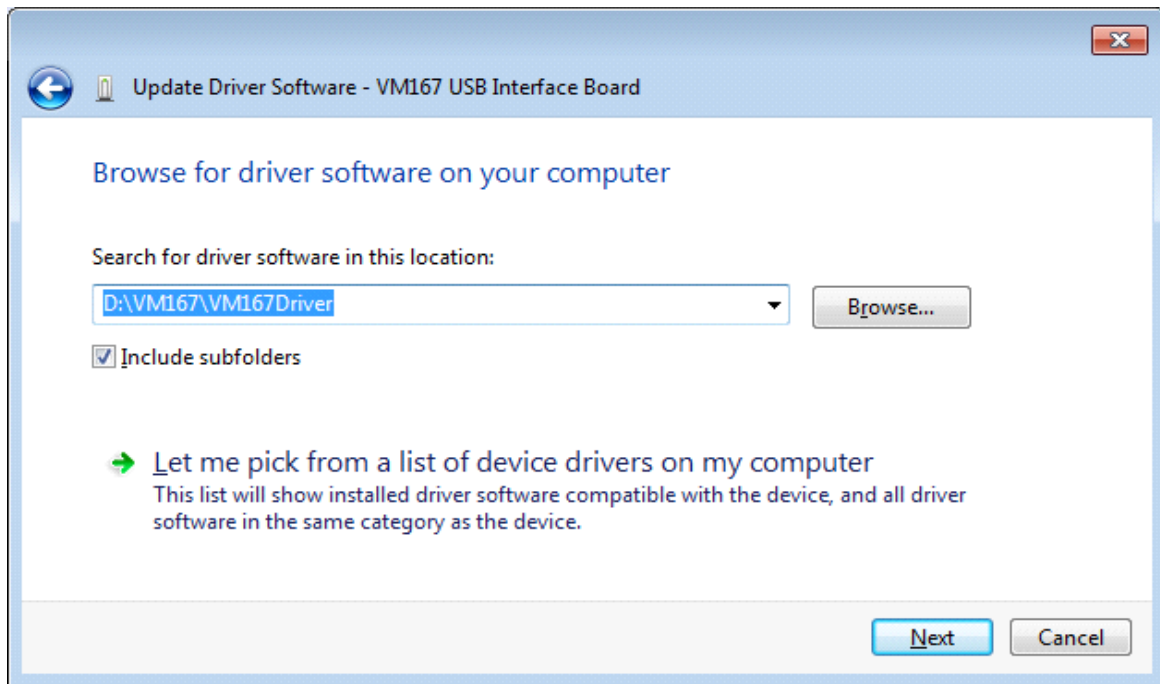 Update Driver Software - VM167 USB Interface Board
Browse for driver software on your computer
Search for driver software in this location:
D:\VM167\VM167Driver
Browse...
Include subfolders
Let me pick from a list of device drivers on my computer
This list will show installed driver software compatible with the device, and all driver
software in the same category as the device.
Next
Cancel